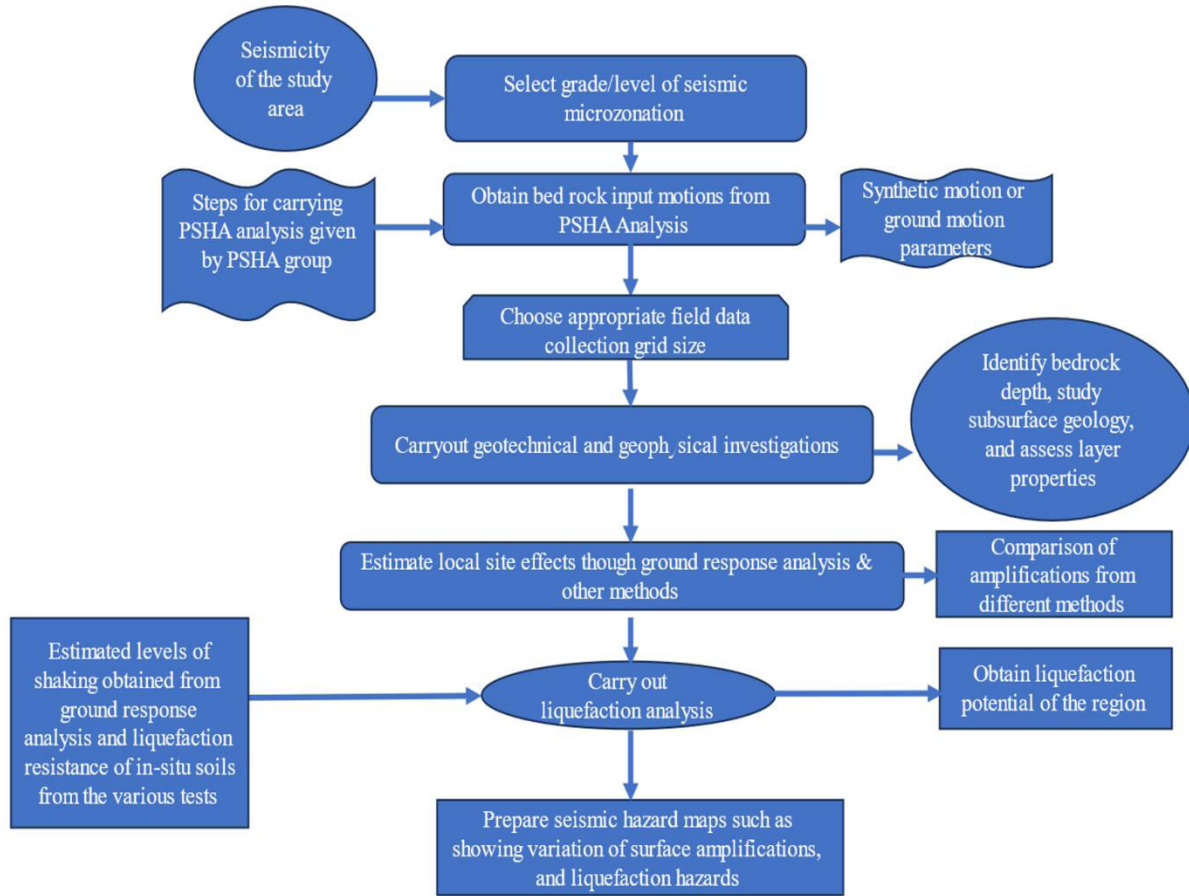 Seismicity
of the study
area
Select grade/level of seismic
microzonation
Steps for carrying
PSHA analysis given
by PSHA group
Obtain bed rock input motions from
PSHA Analysis
Synthetic motion or
ground motion
parameters
Choose appropriate field data
collection grid size
Carryout geotechnical and geophysical investigations
Identify bedrock
depth, study
subsurface geology,
and assess layer
properties
Estimate local site effects though ground response analysis &
other methods
Comparison of
amplifications from
different methods
Estimated levels of
shaking obtained from
ground response
analysis and liquefaction
resistance of in-situ soils
from the various tests
Carry out
liquefaction analysis
Obtain liquefaction
potential of the region
Prepare seismic hazard maps such as
showing variation of surface amplifications,
and liquefaction hazards